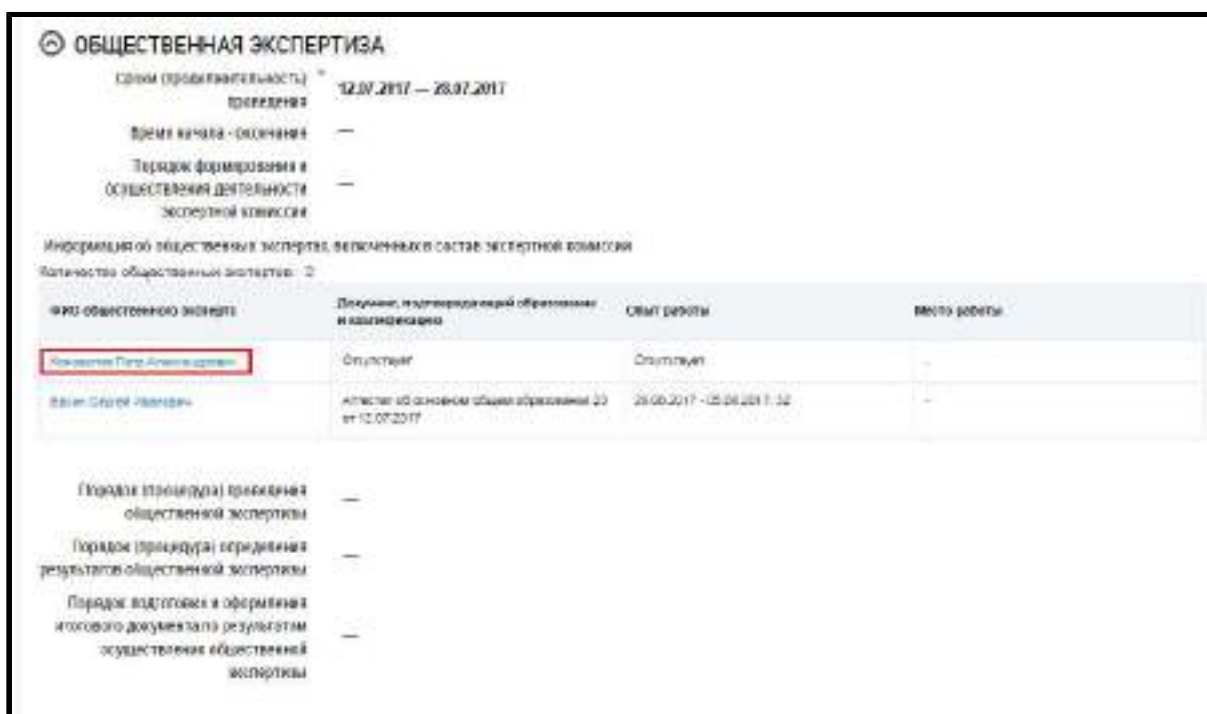 ОБЩЕСТВЕННАЯ ЭКСПЕРТИЗА
Сроки (продолжительность) *
проведения
12.07.2017 — 28.07.2017
Время начала - окончания —
Порядок формирования и
осуществления деятельности
экспертной комиссии
—
Информация об общественных экспертах, включенных в состав экспертной комиссии
Количество общественных экспертов: 2
ФИО общественного эксперта
Документ, подтверждающий образование
и квалификацию
Опыт работы
Место работы
Петр Александрович
Отсутствует
Отсутствует
-
Сергей Иванович
Аттестат об основном общем образовании 23
от 12.07.2017
-
Порядок (процедура) проведения
общественной экспертизы
—
Порядок (процедура) определения
результатов общественной экспертизы
—
Порядок подготовки и оформления
итогового документа по результатам
осуществления общественной
экспертизы
—